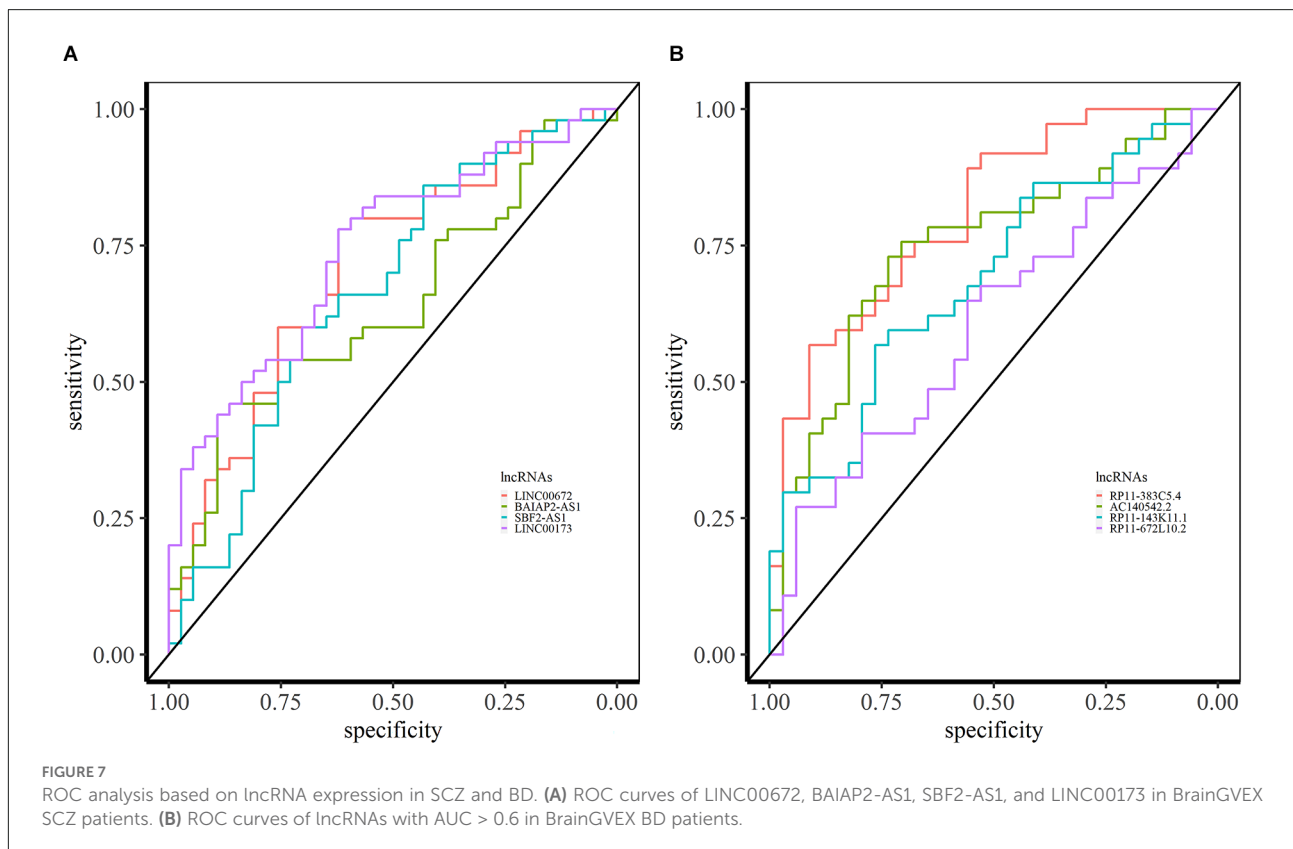 A
1.00
0.75
0.50
0.25
0.00
sensitivity
1.00 0.75 0.50 0.25 0.00
specificity
lncRNAs
LINC00672
BAIAP2-AS1
SBF2-AS1
LINC00173
B
1.00
0.75
0.50
0.25
0.00
sensitivity
1.00 0.75 0.50 0.25 0.00
specificity
lncRNAs
RP11-383C5.4
AC140542.2
RP11-143K11.1
RP11-672L10.2
FIGURE 7
ROC analysis based on lncRNA expression in SCZ and BD. (A) ROC curves of LINC00672, BAIAP2-AS1, SBF2-AS1, and LINC00173 in BrainGVEX
SCZ patients. (B) ROC curves of lncRNAs with AUC > 0.6 in BrainGVEX BD patients.